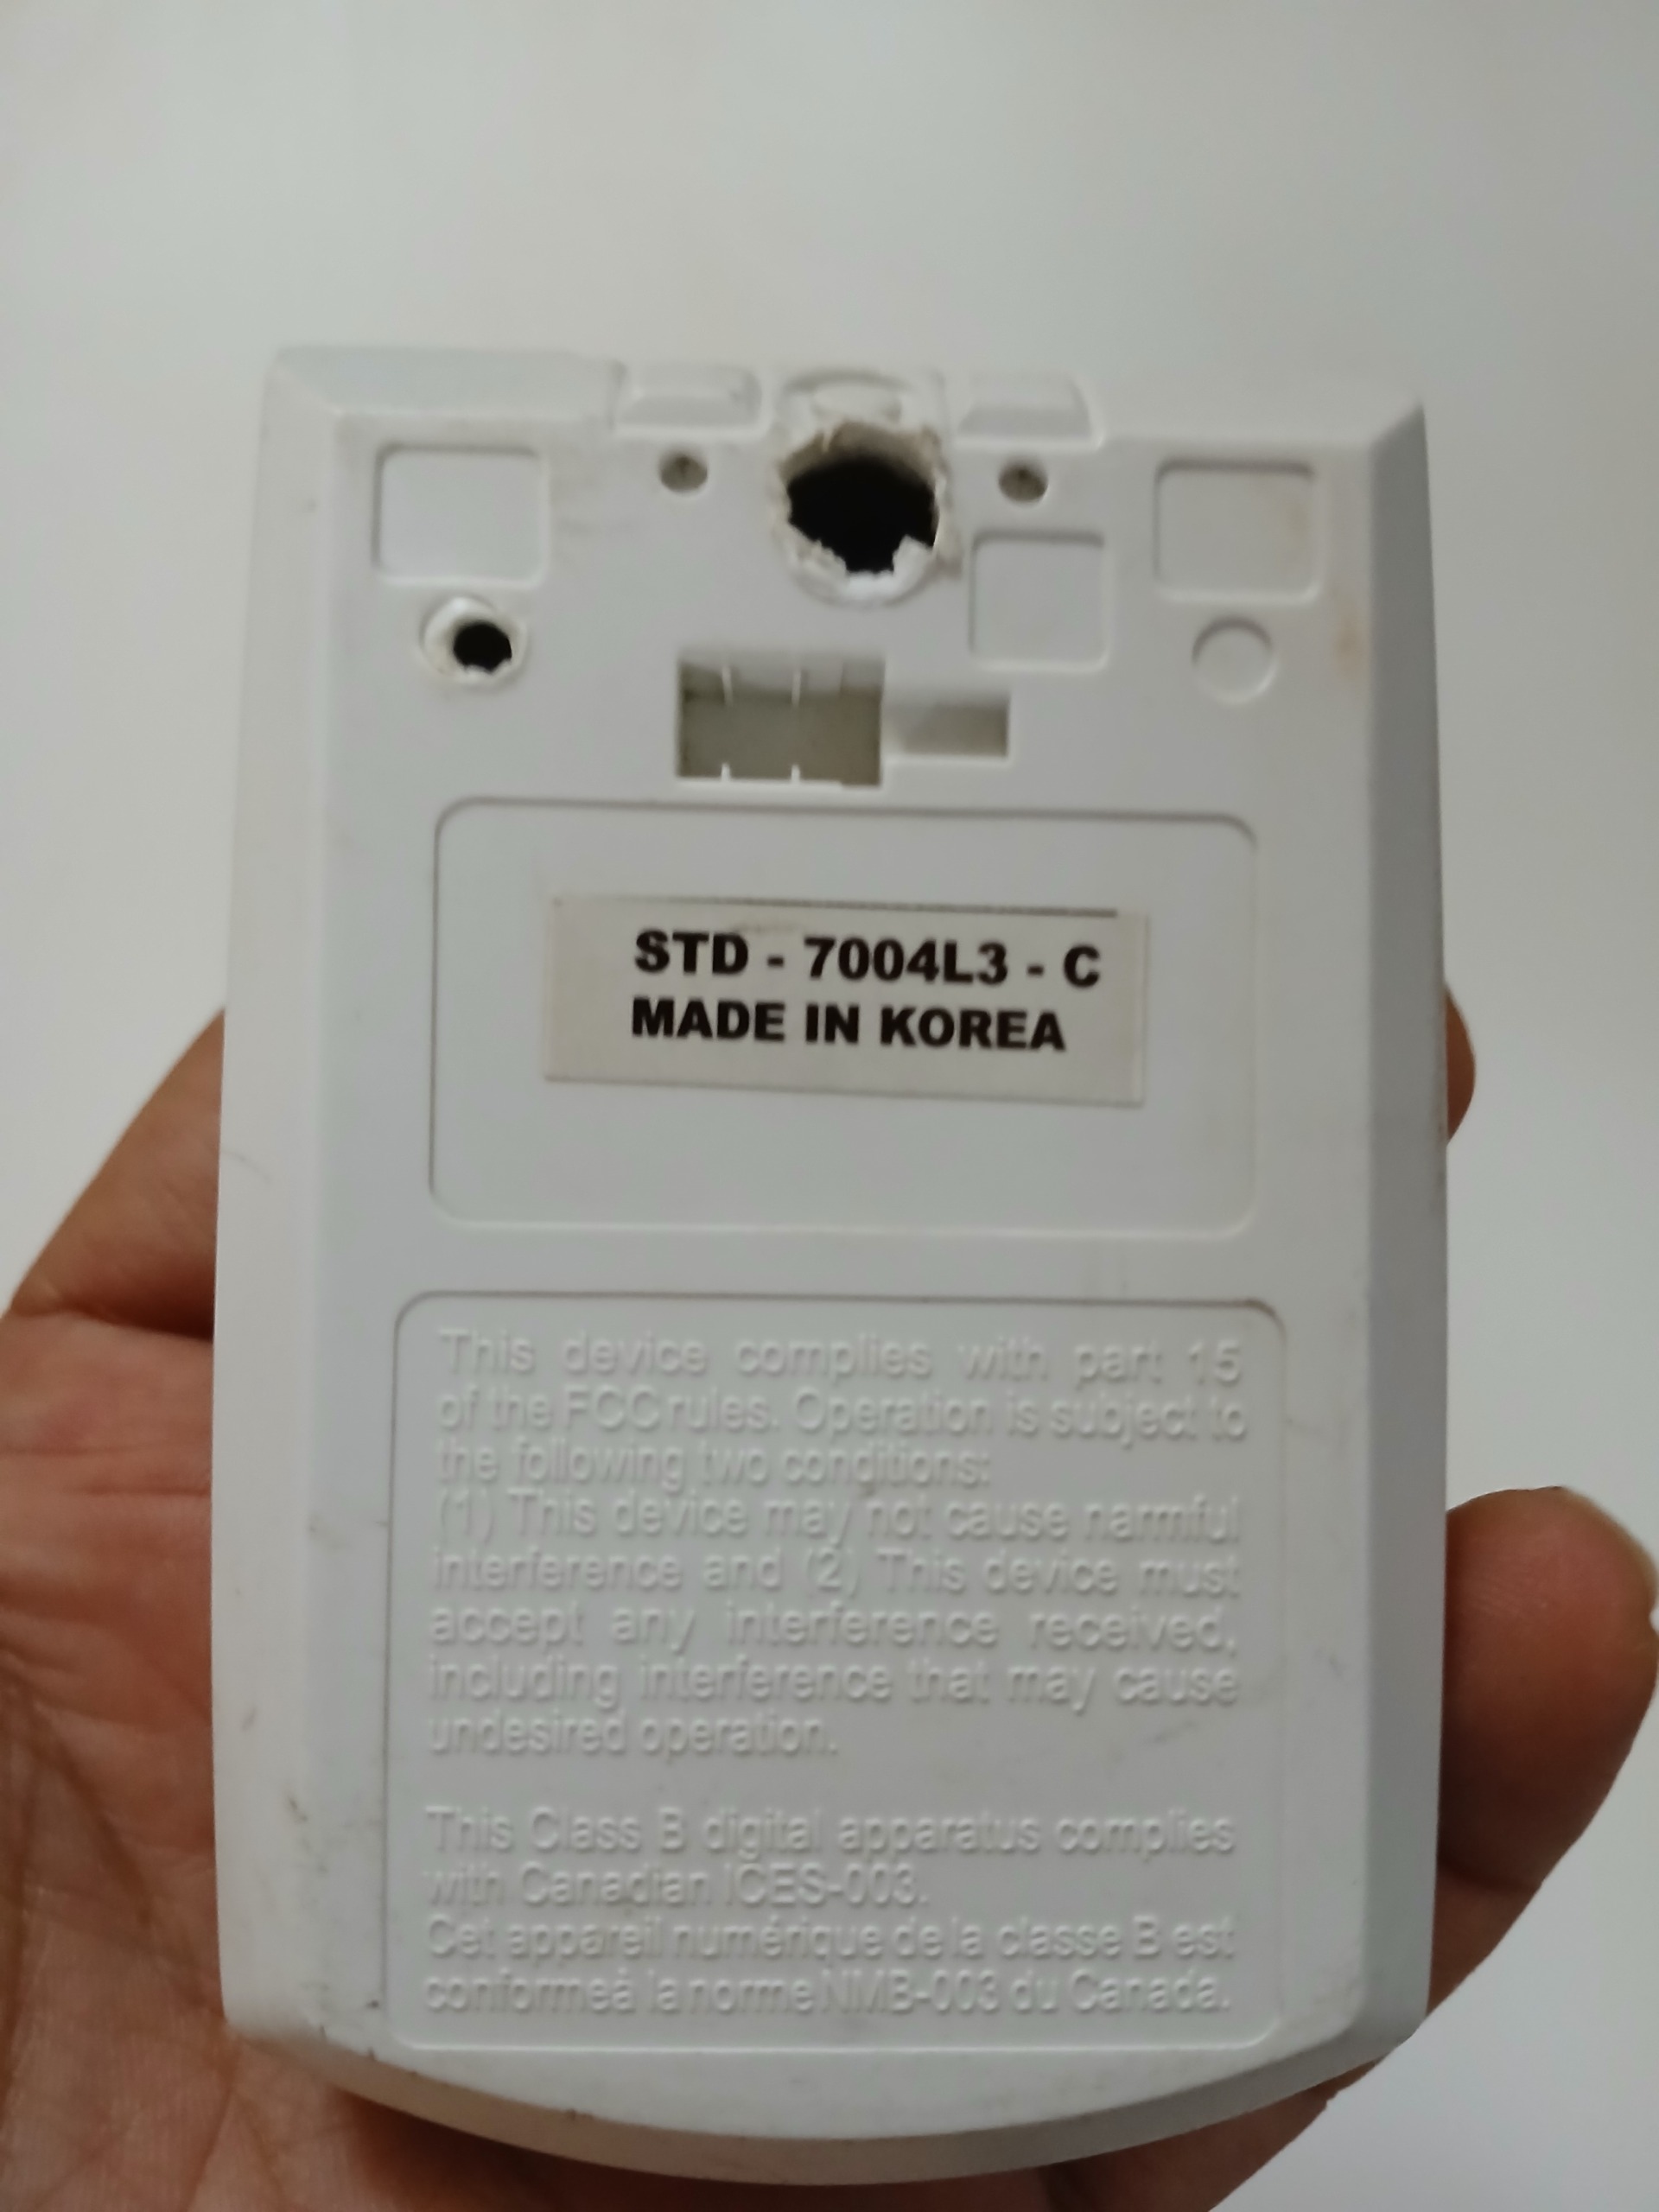 STD - 7004L3 - C
MADE IN KOREA
This device complies with part 15
of the FCC rules. Operation is subject to
the following two conditions:
(1) This device may not cause harmful
interference and (2) This device must
accept any interference received,
including interference that may cause
undesired operation.
This Class B digital apparatus complies
with Canadian ICES-003.
Cet appareil numérique de la classe B est
conformeà la norme NMB-003 du Canada.